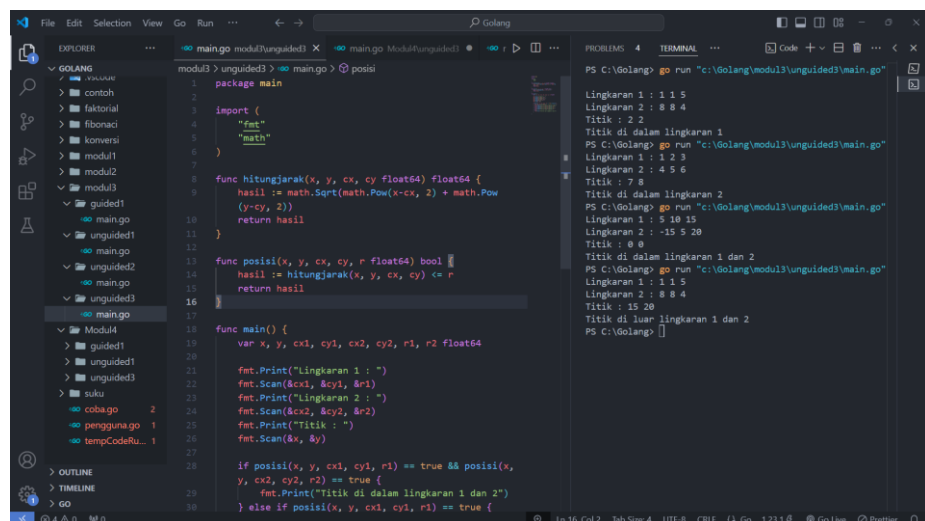 File Edit Selection View Go Run ... Golang
EXPLORER ...
GOLANG
.vscode
contoh
faktorial
fibonaci
konversi
modul1
modul2
modul3
guided1
main.go
unguided1
main.go
unguided2
main.go
unguided3
main.go
Modul4
guided1
unguided1
unguided3
suku
coba.go 2
pengguna.go 1
tempCodeRu... 1
OUTLINE
TIMELINE
GO
main.go modul3\unguided3 main.go Modul4\unguided3
modul3 > unguided3 > main.go > posisi
1 package main
2
3 import (
4 "fmt"
5 "math"
6 )
7
8 func hitungjarak(x, y, cx, cy float64) float64 {
9 hasil := math.Sqrt(math.Pow(x-cx, 2) + math.Pow
(y-cy, 2))
10 return hasil
11 }
12
13 func posisi(x, y, cx, cy, r float64) bool {
14 hasil := hitungjarak(x, y, cx, cy) <= r
15 return hasil
16 }
17
18 func main() {
19 var x, y, cx1, cy1, cx2, cy2, r1, r2 float64
20
21 fmt.Print("Lingkaran 1 : ")
22 fmt.Scan(&cx1, &cy1, &r1)
23 fmt.Print("Lingkaran 2 : ")
24 fmt.Scan(&cx2, &cy2, &r2)
25 fmt.Print("Titik : ")
26 fmt.Scan(&x, &y)
27
28 if posisi(x, y, cx1, cy1, r1) == true && posisi(x,
y, cx2, cy2, r2) == true {
29 fmt.Print("Titik di dalam lingkaran 1 dan 2")
30 } else if posisi(x, y, cx1, cy1, r1) == true {
PROBLEMS 4 TERMINAL ... Code
PS C:\Golang> go run "c:\Golang\modul3\unguided3\main.go"
Lingkaran 1 : 1 1 5
Lingkaran 2 : 8 8 4
Titik : 2 2
Titik di dalam lingkaran 1
PS C:\Golang> go run "c:\Golang\modul3\unguided3\main.go"
Lingkaran 1 : 1 2 3
Lingkaran 2 : 4 5 6
Titik : 7 8
Titik di dalam lingkaran 2
PS C:\Golang> go run "c:\Golang\modul3\unguided3\main.go"
Lingkaran 1 : 5 10 15
Lingkaran 2 : -15 5 20
Titik : 0 0
Titik di dalam lingkaran 1 dan 2
PS C:\Golang> go run "c:\Golang\modul3\unguided3\main.go"
Lingkaran 1 : 1 1 5
Lingkaran 2 : 8 8 4
Titik : 15 20
Titik di luar lingkaran 1 dan 2
PS C:\Golang>
Ln 16, Col 2 Tab Size: 4 UTF-8 CRLF Go 1.23.1 Go Live Prettier